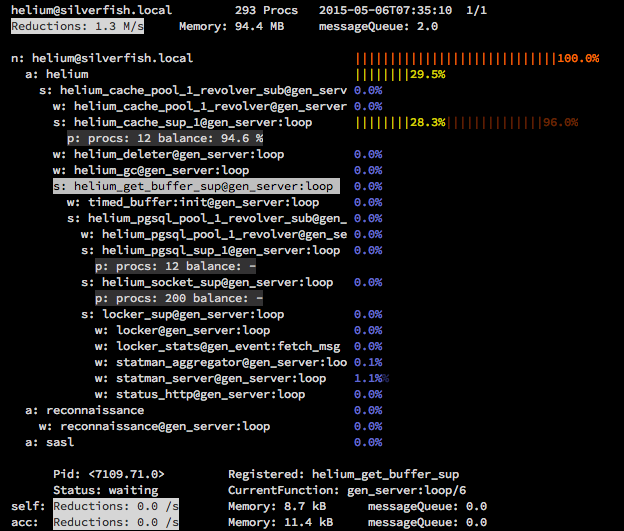 helium@silverfish.local 293 Procs 2015-05-06T07:35:10 1/1
Reductions: 1.3 M/s Memory: 94.4 MB messageQueue: 2.0
n: helium@silverfish.local ||||||||||||||||||||||||||||100.0%
a: helium ||||||||29.5%
s: helium_cache_pool_1_revolver_sub@gen_serv 0.0%
w: helium_cache_pool_1_revolver@gen_server 0.0%
s: helium_cache_sup_1@gen_server:loop ||||||||28.3%||||||||||||||96.0%
p: procs: 12 balance: 94.6 %
w: helium_deleter@gen_server:loop 0.0%
w: helium_gc@gen_server:loop 0.0%
s: helium_get_buffer_sup@gen_server:loop 0.0%
w: timed_buffer:init@gen_server:loop 0.0%
s: helium_pgsql_pool_1_revolver_sub@gen_ 0.0%
w: helium_pgsql_pool_1_revolver@gen_se 0.0%
s: helium_pgsql_sup_1@gen_server:loop 0.0%
p: procs: 12 balance: -
s: helium_socket_sup@gen_server:loop 0.0%
p: procs: 200 balance: -
s: locker_sup@gen_server:loop 0.0%
w: locker@gen_server:loop 0.0%
w: locker_stats@gen_event:fetch_msg 0.0%
w: statman_aggregator@gen_server:loo 0.1%
w: statman_server@gen_server:loop 1.1%%
w: status_http@gen_server:loop 0.0%
a: reconnaissance 0.0%
w: reconnaissance@gen_server:loop 0.0%
a: sasl 0.0%
Pid: <7109.71.0> Registered: helium_get_buffer_sup
Status: waiting CurrentFunction: gen_server:loop/6
self: Reductions: 0.0 /s Memory: 8.7 kB messageQueue: 0.0
acc: Reductions: 0.0 /s Memory: 11.4 kB messageQueue: 0.0